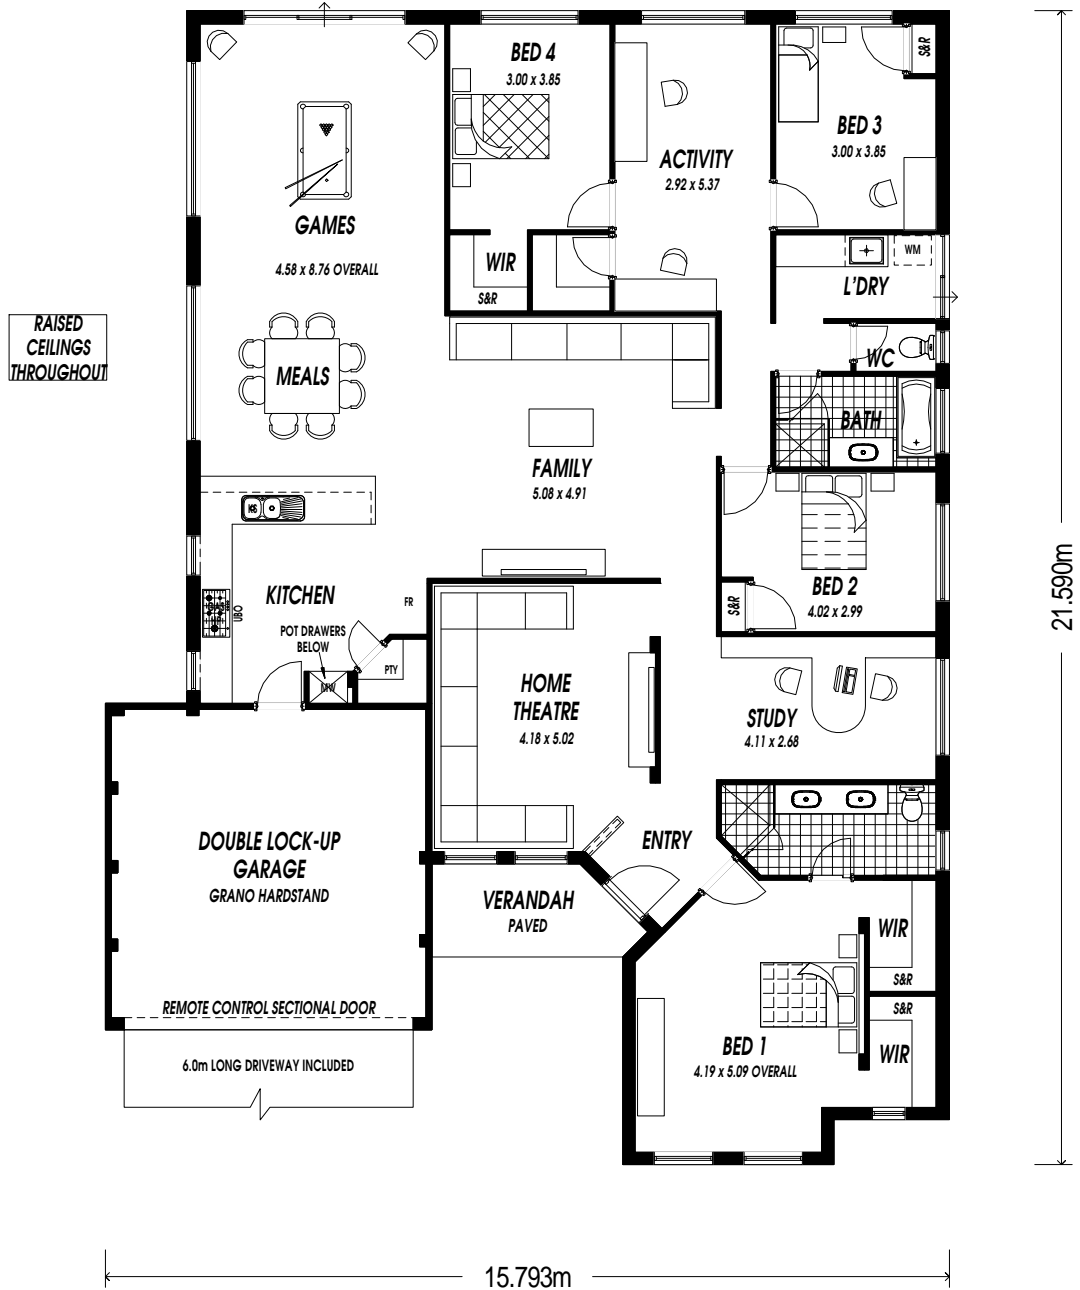 BED 4
3.00 x 3.85
S&R
BED 3
3.00 x 3.85
ACTIVITY
2.92 x 5.37
GAMES
4.58 x 8.76 OVERALL
WIR
S&R
WM
L'DRY
RAISED
CEILINGS
THROUGHOUT
WC
MEALS
BATH
FAMILY
5.08 x 4.91
KITCHEN
FR
UBO
POT DRAWERS
BELOW
PTY
MW
BED 2
4.02 x 2.99
S&R
21.590m
HOME
THEATRE
4.18 x 5.02
STUDY
4.11 x 2.68
DOUBLE LOCK-UP
GARAGE
GRANO HARDSTAND
ENTRY
VERANDAH
PAVED
WIR
S&R
S&R
WIR
REMOTE CONTROL SECTIONAL DOOR
BED 1
4.19 x 5.09 OVERALL
6.0m LONG DRIVEWAY INCLUDED
15.793m